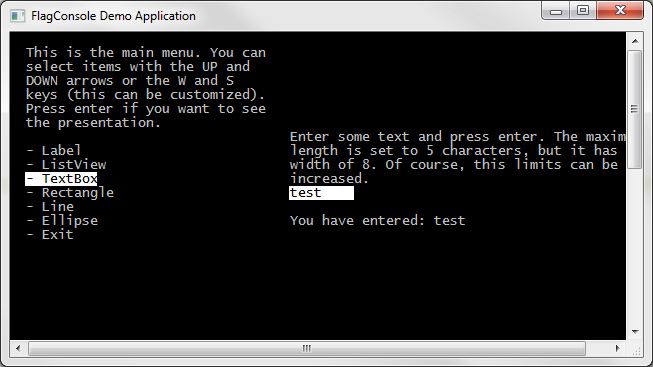 FlagConsole Demo Application
This is the main menu. You can
select items with the UP and
DOWN arrows or the W and S
keys (this can be customized).
Press enter if you want to see
the presentation.
- Label
- ListView
- TextBox
- Rectangle
- Line
- Ellipse
- Exit
Enter some text and press enter. The maxim
length is set to 5 characters, but it has
width of 8. Of course, this limits can be
increased.
test
You have entered: test